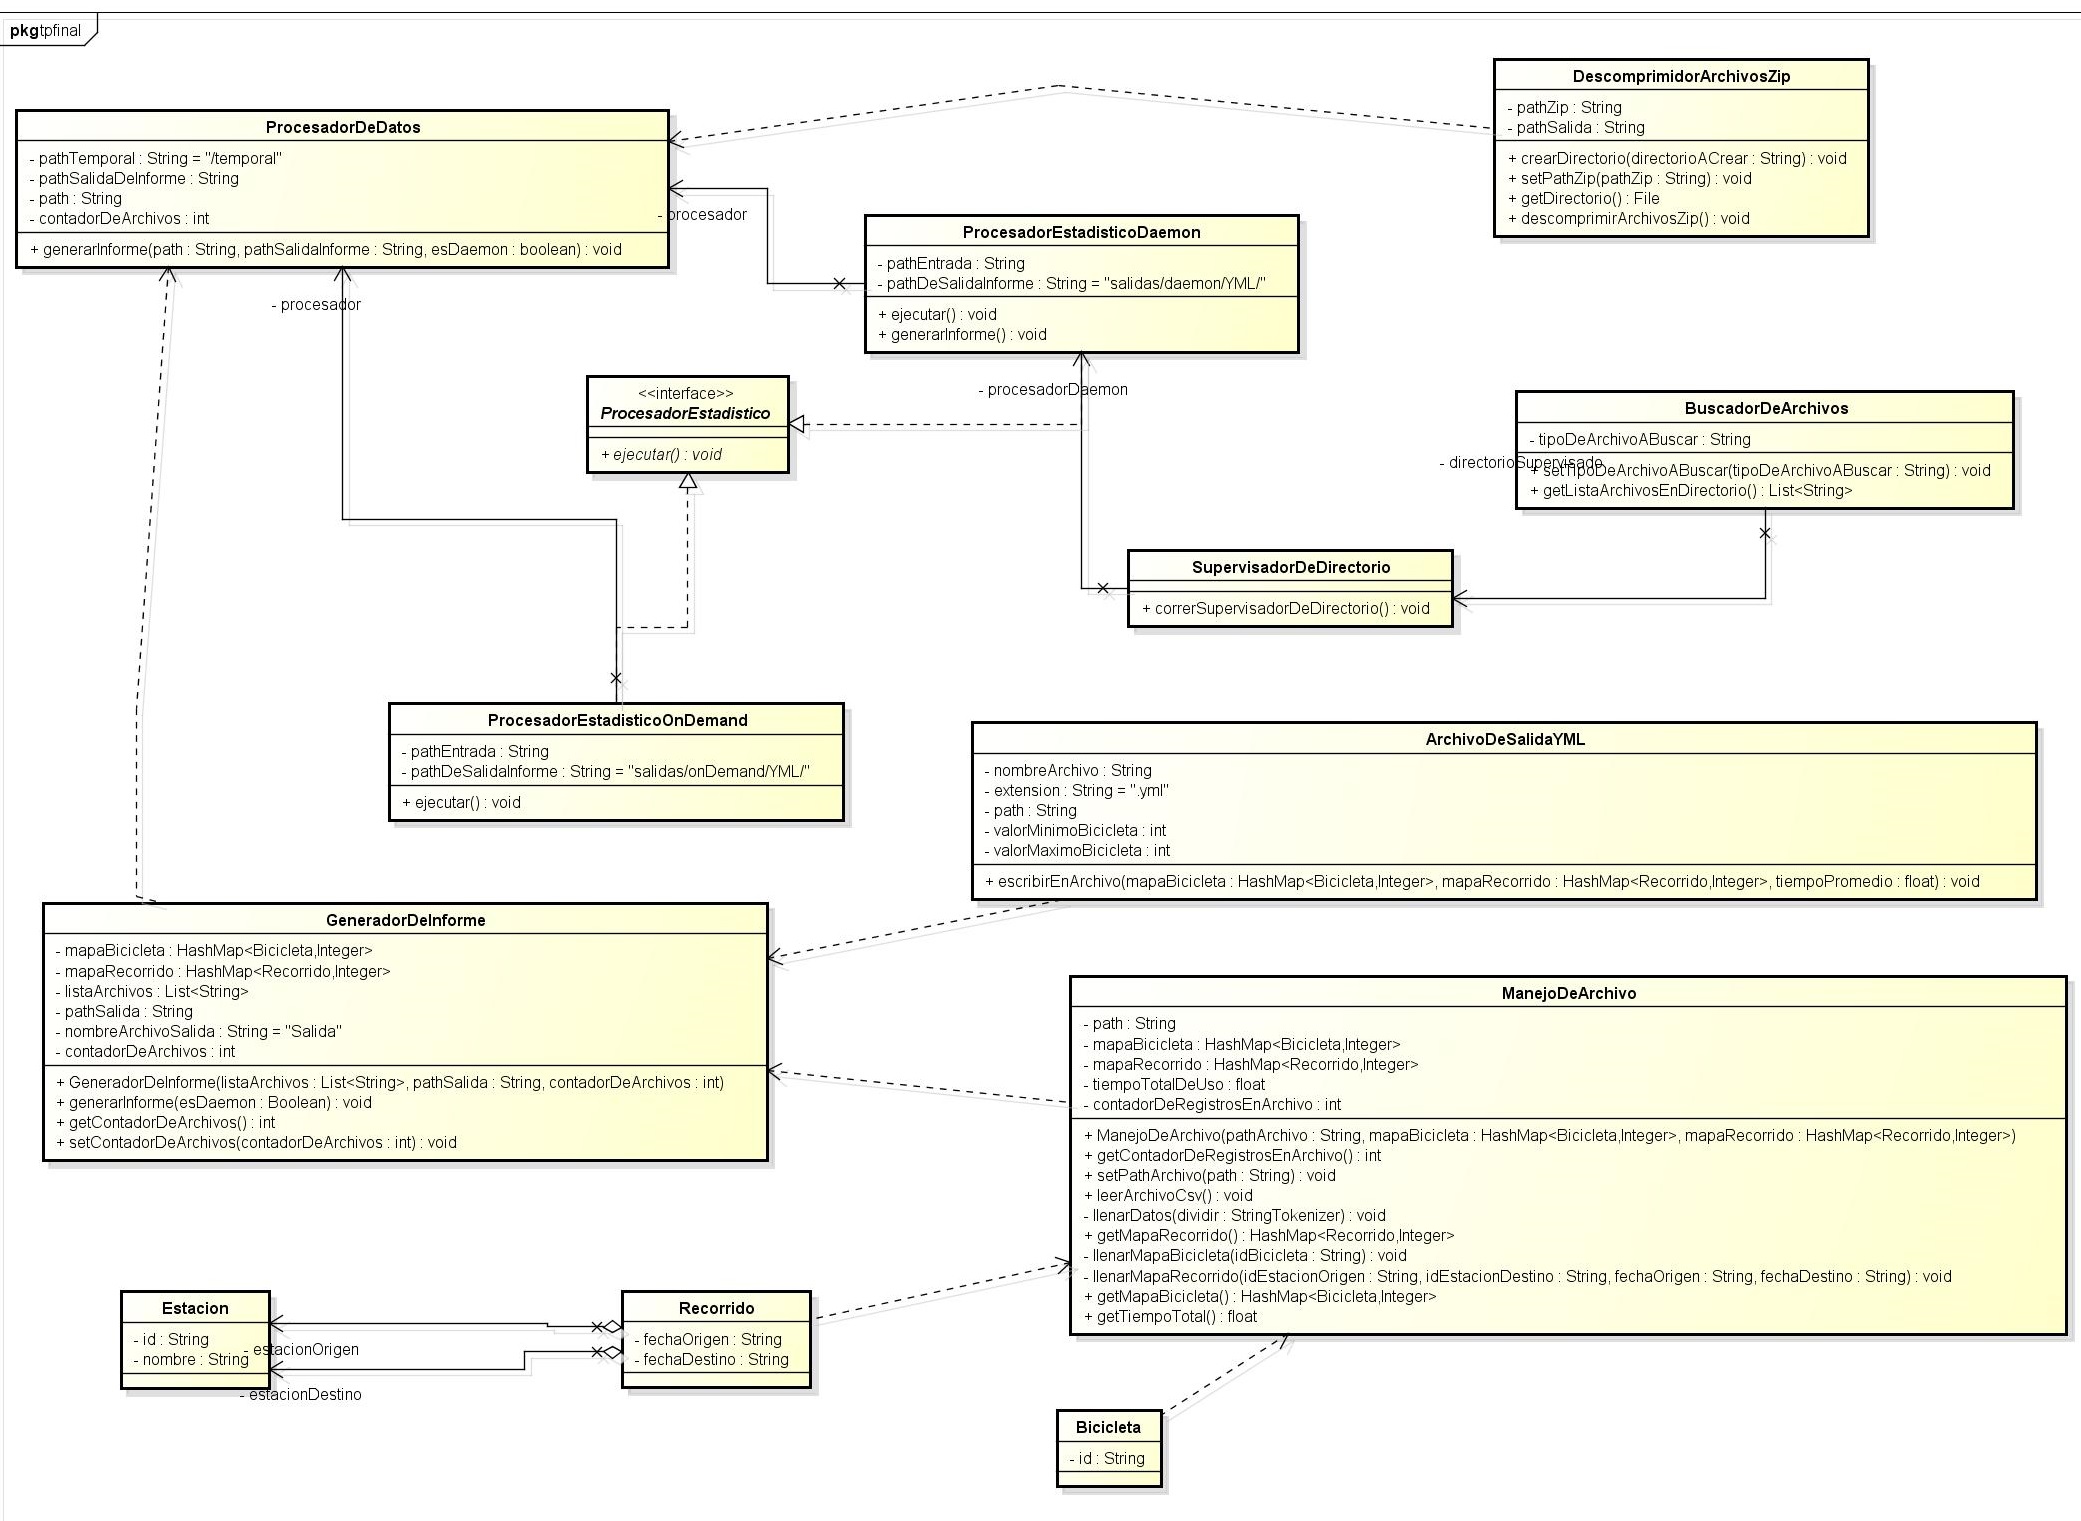 pkg tpfinal
DescomprimidorArchivosZip
- pathZip : String
- pathSalida : String
+ crearDirectorio(directorioACrear : String) : void
+ setPathZip(pathZip : String) : void
+ getDirectorio() : File
+ descomprimirArchivosZip() : void
ProcesadorDeDatos
- pathTemporal : String = "/temporal"
- pathSalidaDeInforme : String
- path : String
- contadorDeArchivos : int
+ generarInforme(path : String, pathSalidaInforme : String, esDaemon : boolean) : void
- procesador
- procesador
ProcesadorEstadisticoDaemon
- pathEntrada : String
- pathDeSalidaInforme : String = "salidas/daemon/YML/"
+ ejecutar() : void
+ generarInforme() : void
- procesadorDaemon
<<interface>>
ProcesadorEstadistico
+ ejecutar() : void
BuscadorDeArchivos
- tipoDeArchivoABuscar : String
+ setTipoDeArchivoABuscar(tipoDeArchivoABuscar : String) : void
+ getListaArchivosEnDirectorio() : List<String>
- directorioSupervisado
SupervisadorDeDirectorio
+ correrSupervisadorDeDirectorio() : void
ProcesadorEstadisticoOnDemand
- pathEntrada : String
- pathDeSalidaInforme : String = "salidas/onDemand/YML/"
+ ejecutar() : void
ArchivoDeSalidaYML
- nombreArchivo : String
- extension : String = ".yml"
- path : String
- valorMinimoBicicleta : int
- valorMaximoBicicleta : int
+ escribirEnArchivo(mapaBicicleta : HashMap<Bicicleta,Integer>, mapaRecorrido : HashMap<Recorrido,Integer>, tiempoPromedio : float) : void
GeneradorDeInforme
- mapaBicicleta : HashMap<Bicicleta,Integer>
- mapaRecorrido : HashMap<Recorrido,Integer>
- listaArchivos : List<String>
- pathSalida : String
- nombreArchivoSalida : String = "Salida"
- contadorDeArchivos : int
+ GeneradorDeInforme(listaArchivos : List<String>, pathSalida : String, contadorDeArchivos : int)
+ generarInforme(esDaemon : Boolean) : void
+ getContadorDeArchivos() : int
+ setContadorDeArchivos(contadorDeArchivos : int) : void
ManejoDeArchivo
- path : String
- mapaBicicleta : HashMap<Bicicleta,Integer>
- mapaRecorrido : HashMap<Recorrido,Integer>
- tiempoTotalDeUso : float
- contadorDeRegistrosEnArchivo : int
+ ManejoDeArchivo(pathArchivo : String, mapaBicicleta : HashMap<Bicicleta,Integer>, mapaRecorrido : HashMap<Recorrido,Integer>)
+ getContadorDeRegistrosEnArchivo() : int
+ setPathArchivo(path : String) : void
+ leerArchivoCsv() : void
- llenarDatos(dividir : StringTokenizer) : void
+ getMapaRecorrido() : HashMap<Recorrido,Integer>
- llenarMapaBicicleta(idBicicleta : String) : void
- llenarMapaRecorrido(idEstacionOrigen : String, idEstacionDestino : String, fechaOrigen : String, fechaDestino : String) : void
+ getMapaBicicleta() : HashMap<Bicicleta,Integer>
+ getTiempoTotal() : float
Estacion
- id : String
- nombre : String
- estacionOrigen
- estacionDestino
Recorrido
- fechaOrigen : String
- fechaDestino : String
Bicicleta
- id : String